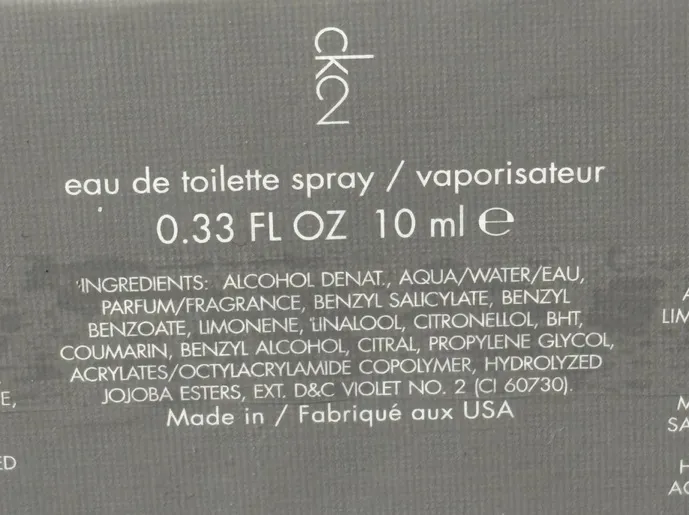 ck2
eau de toilette spray / vaporisateur
0.33 FL OZ 10 ml ℮
INGREDIENTS: ALCOHOL DENAT., AQUA/WATER/EAU,
PARFUM/FRAGRANCE, BENZYL SALICYLATE, BENZYL
BENZOATE, LIMONENE, LINALOOL, CITRONELLOL, BHT,
COUMARIN, BENZYL ALCOHOL, CITRAL, PROPYLENE GLYCOL,
ACRYLATES/OCTYLACRYLAMIDE COPOLYMER, HYDROLYZED
JOJOBA ESTERS, EXT. D&C VIOLET NO. 2 (CI 60730).
Made in / Fabriqué aux USA